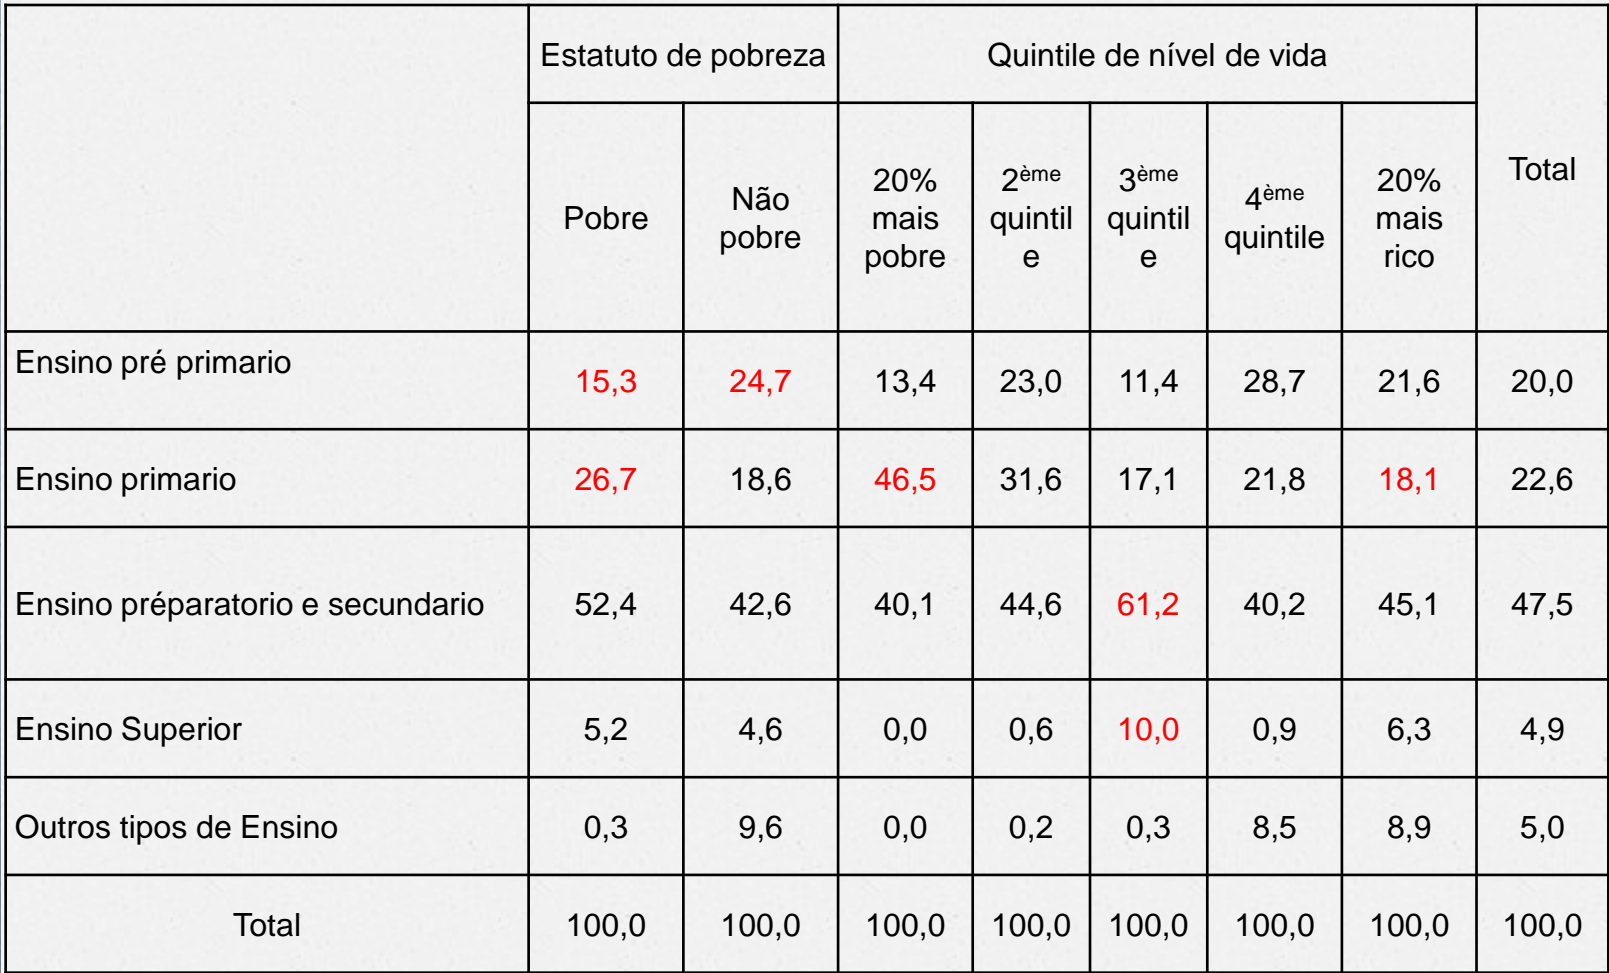 Estatuto de pobreza Quintile de nível de vida Total
Pobre Não pobre 20% mais pobre 2ème quintile 3ème quintile 4ème quintile 20% mais rico
Ensino pré primario 15,3 24,7 13,4 23,0 11,4 28,7 21,6 20,0
Ensino primario 26,7 18,6 46,5 31,6 17,1 21,8 18,1 22,6
Ensino préparatorio e secundario 52,4 42,6 40,1 44,6 61,2 40,2 45,1 47,5
Ensino Superior 5,2 4,6 0,0 0,6 10,0 0,9 6,3 4,9
Outros tipos de Ensino 0,3 9,6 0,0 0,2 0,3 8,5 8,9 5,0
Total 100,0 100,0 100,0 100,0 100,0 100,0 100,0 100,0